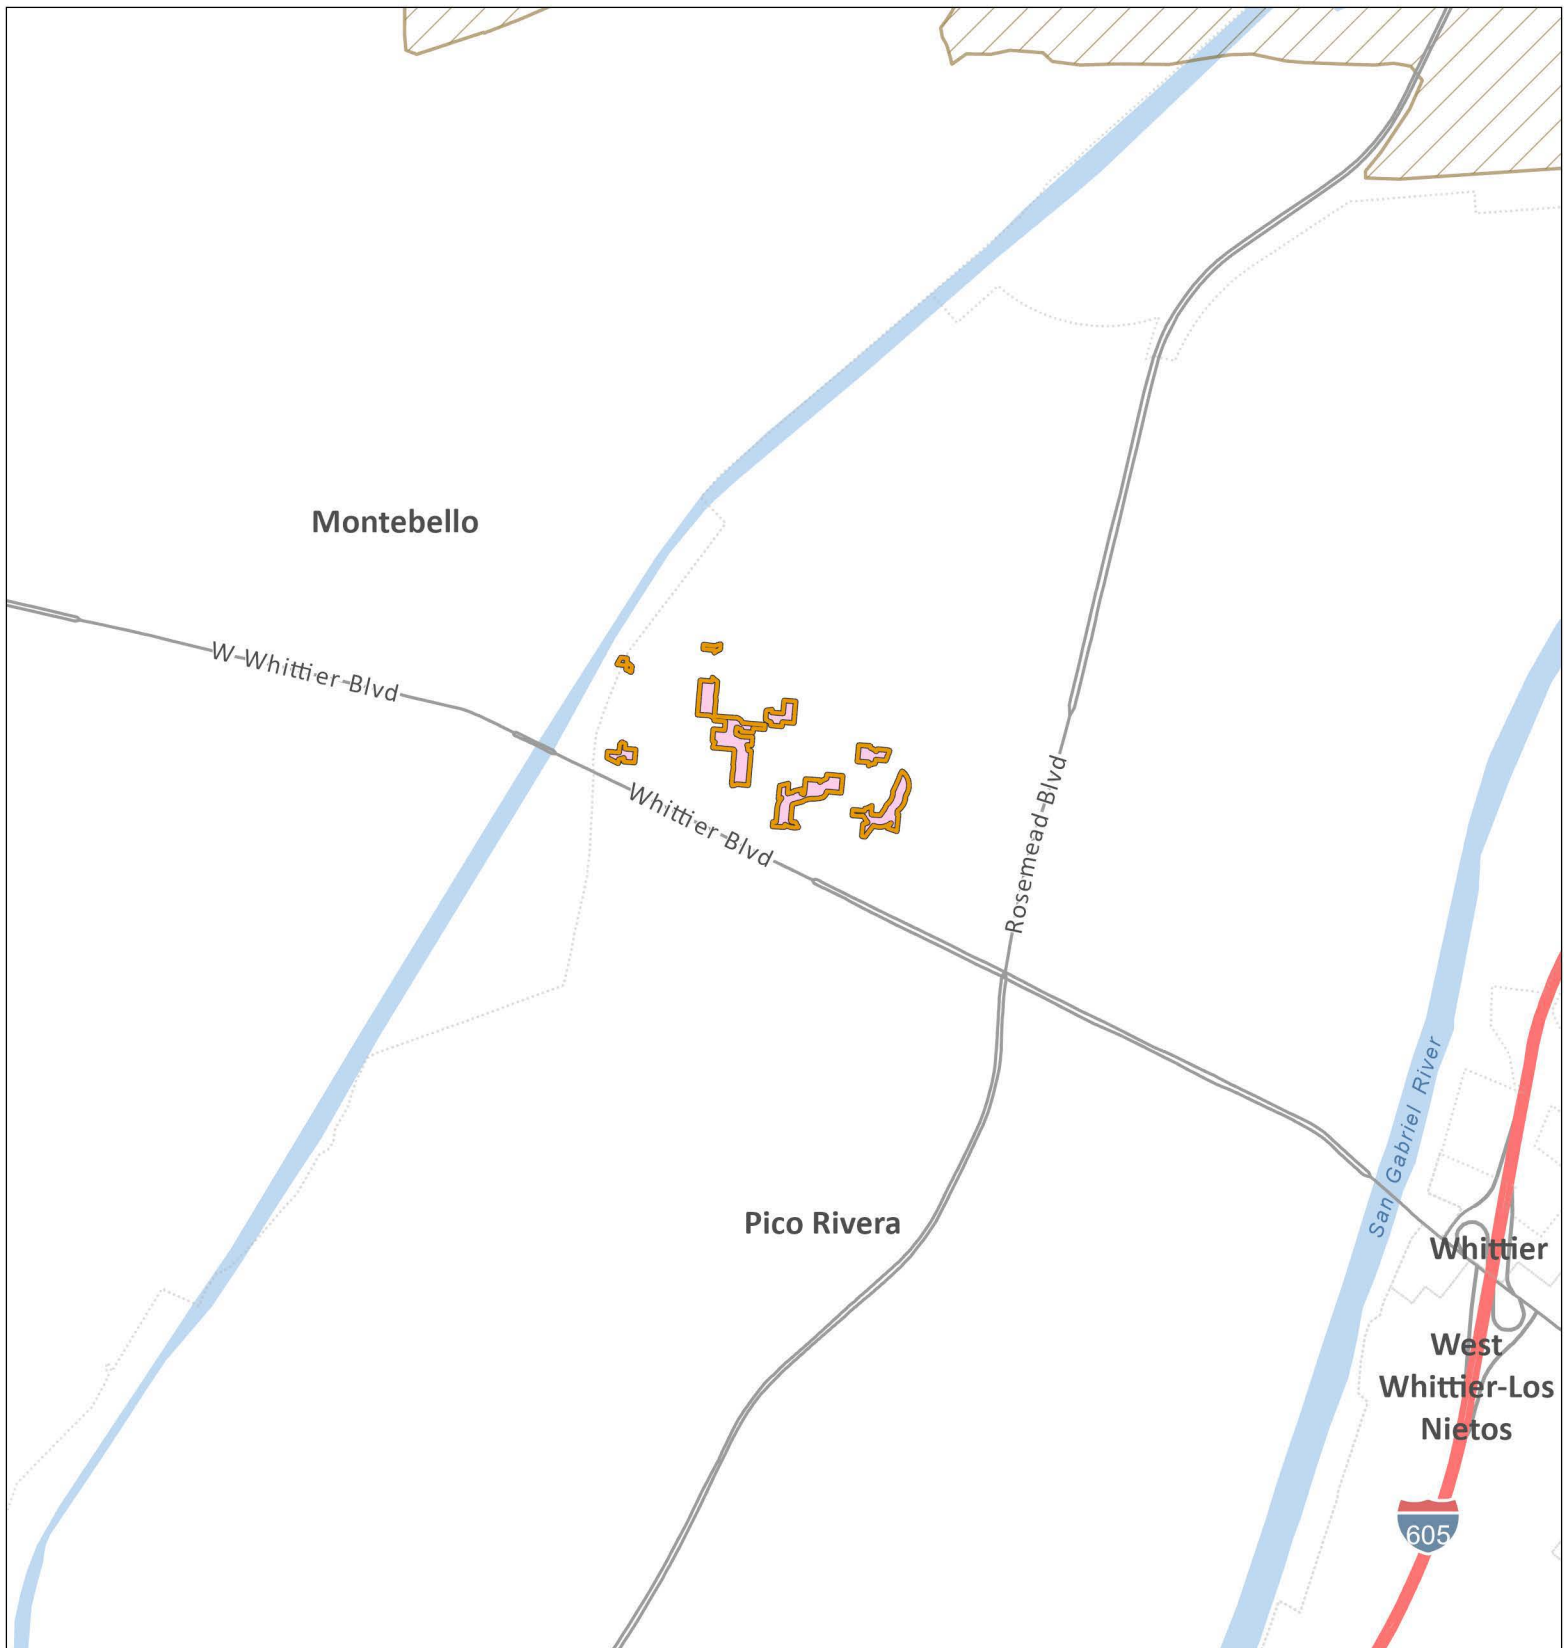 Montebello
W Whittier Blvd
Whittier Blvd
Rosemead Blvd
San Gabriel River
Pico Rivera
Whittier
West
Whittier-Los
Nietos
605